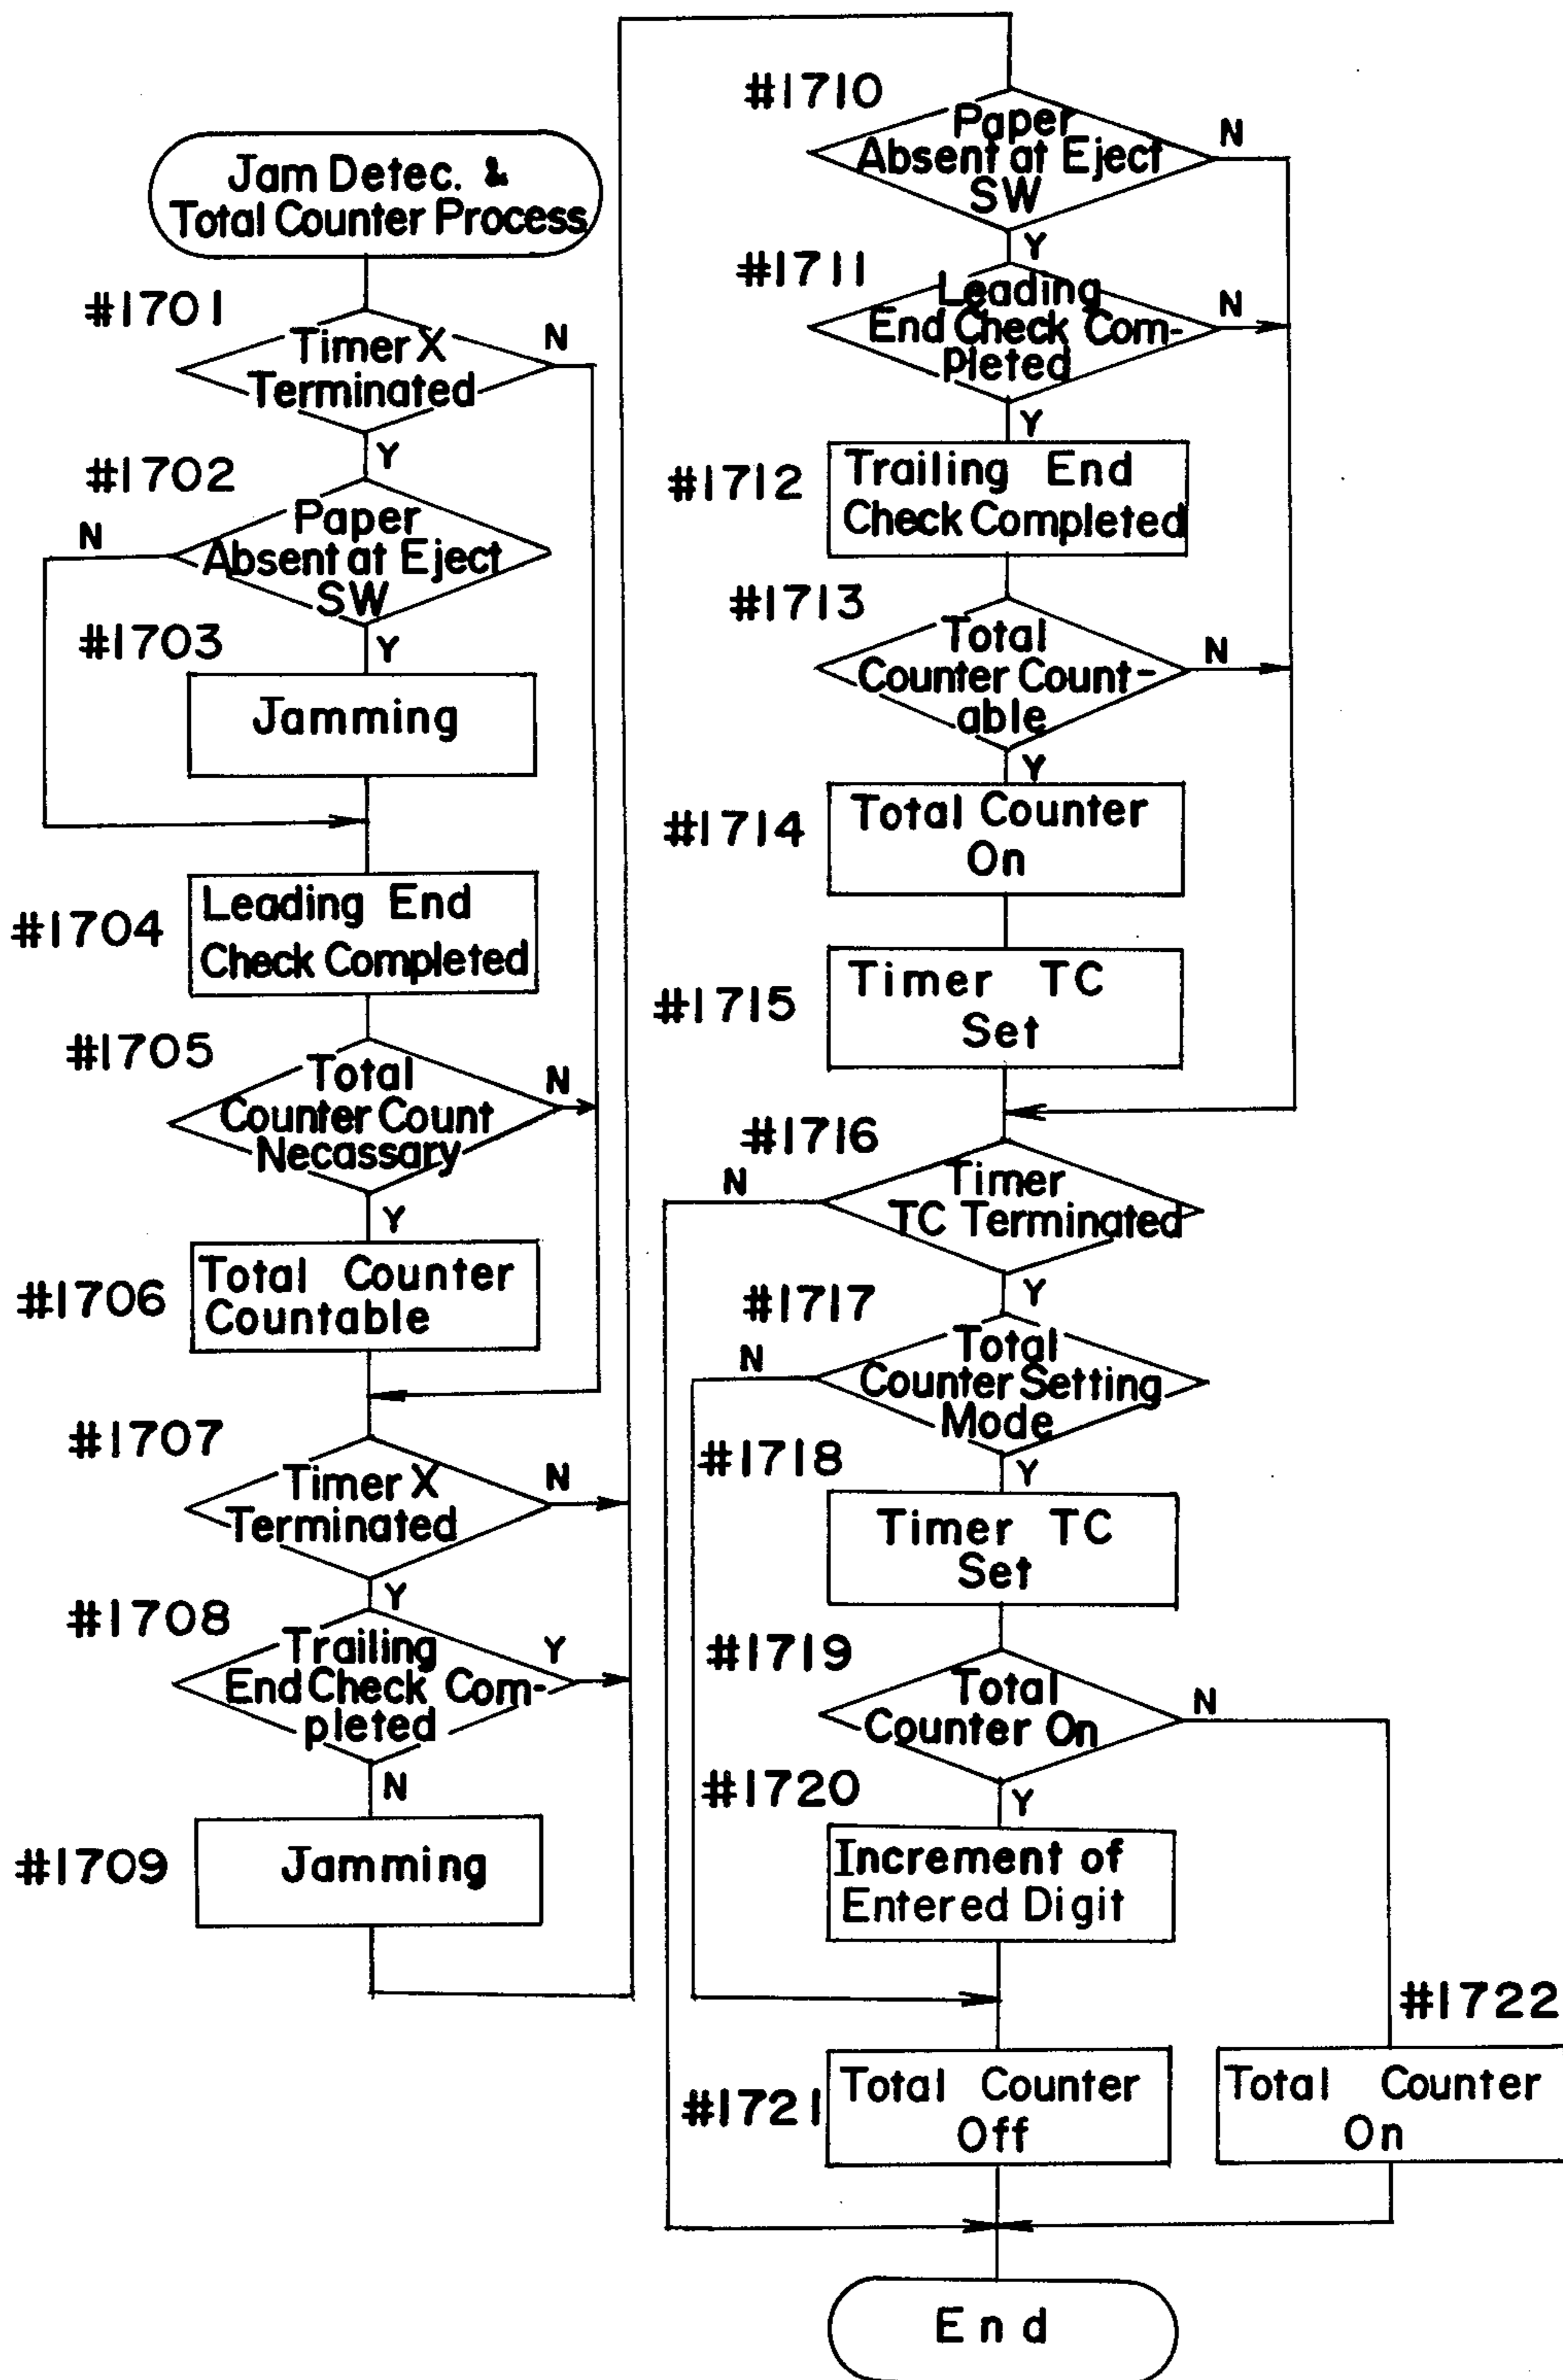 Jam Detec. &
Total Counter Process
#1701
Timer X
Terminated
N
Y
#1702
Paper
Absent at Eject
SW
N
Y
#1703
Jamming
#1704
Leading End
Check Completed
#1705
Total
Counter Count
Necassary
N
Y
#1706
Total Counter
Countable
#1707
Timer X
Terminated
N
Y
#1708
Trailing
End Check Com-
pleted
Y
N
#1709
Jamming
#1710
Paper
Absent at Eject
SW
N
Y
#1711
Leading
End Check Com-
Pleted
N
Y
#1712
Trailing End
Check Completed
#1713
Total
Counter Count-
able
N
Y
#1714
Total Counter
On
#1715
Timer TC
Set
#1716
Timer
TC Terminated
N
Y
#1717
Total
Counter Setting
Mode
N
Y
#1718
Timer TC
Set
#1719
Total
Counter On
N
Y
#1720
Increment of
Entered Digit
#1721
Total Counter
Off
#1722
Total Counter
On
End